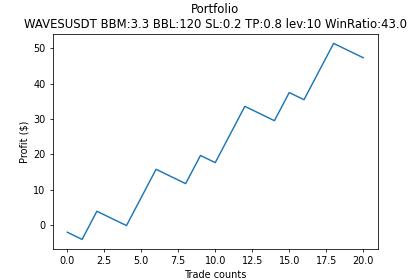 Portfolio
WAVESUSDT BBM:3.3 BBL:120 SL:0.2 TP:0.8 lev:10 WinRatio:43.0
50
40
30
20
10
0
Profit ($)
0.0 2.5 5.0 7.5 10.0 12.5 15.0 17.5 20.0
Trade counts